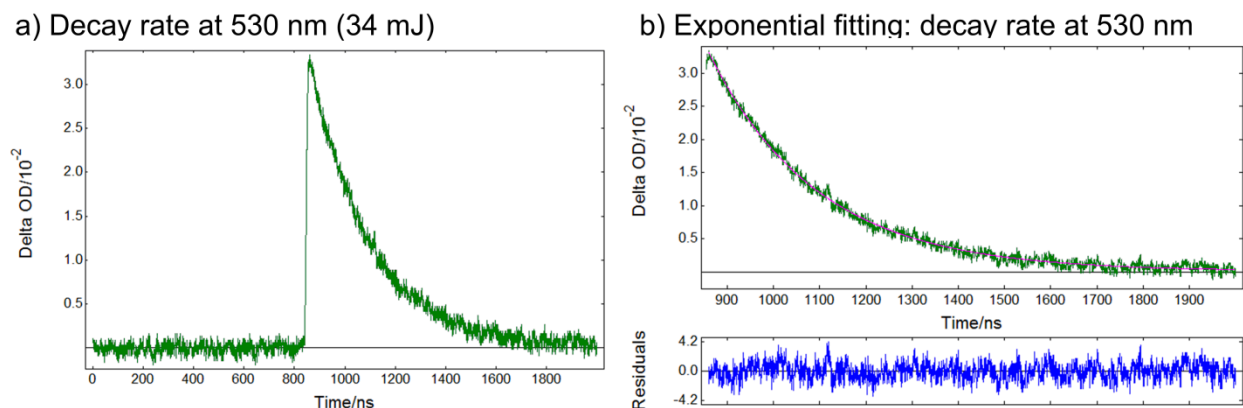 a) Decay rate at 530 nm (34 mJ)
3.0
2.5
2.0
1.5
1.0
0.5
Delta OD/10-2
0 200 400 600 800 1000 1200 1400 1600 1800
Time/ns
b) Exponential fitting: decay rate at 530 nm
3.0
2.5
2.0
1.5
1.0
0.5
Delta OD/10-2
900 1000 1100 1200 1300 1400 1500 1600 1700 1800 1900
Time/ns
4.2
0.0
-4.2
Residuals